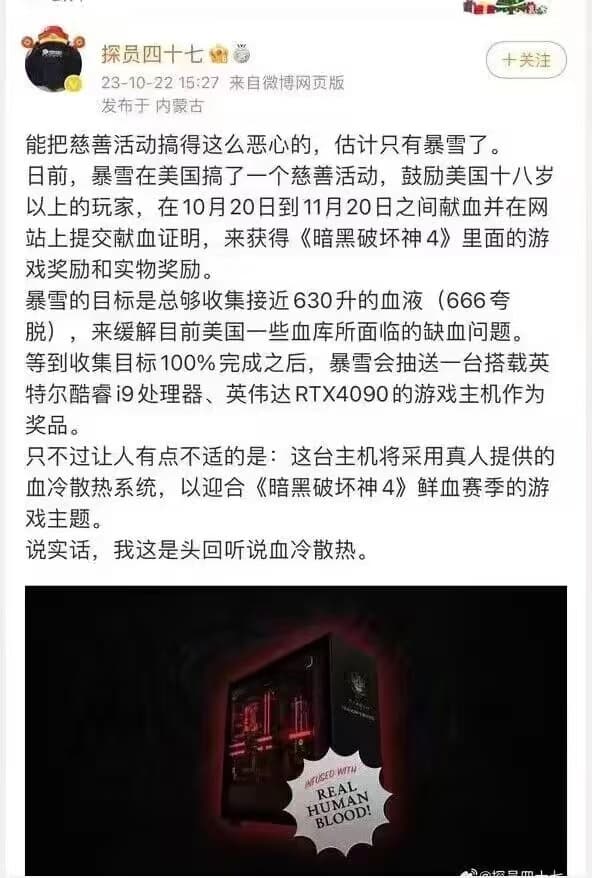 探员四十七
+关注
23-10-22 15:27 来自微博网页版
发布于 内蒙古
能把慈善活动搞得这么恶心的，估计只有暴雪了。
日前，暴雪在美国搞了一个慈善活动，鼓励美国十八岁
以上的玩家，在10月20日到11月20日之间献血并在网
站上提交献血证明，来获得《暗黑破坏神4》里面的游
戏奖励和实物奖励。
暴雪的目标是总够收集接近630升的血液（666夸
脱），来缓解目前美国一些血库所面临的缺血问题。
等到收集目标100%完成之后，暴雪会抽送一台搭载英
特尔酷睿i9处理器、英伟达RTX4090的游戏主机作为
奖品。
只不过让人有点不适的是：这台主机将采用真人提供的
血冷散热系统，以迎合《暗黑破坏神4》鲜血赛季的游
戏主题。
说实话，我这是头回听说血冷散热。
INFUSED WITH
REAL
HUMAN
BLOOD!
@探员四十七